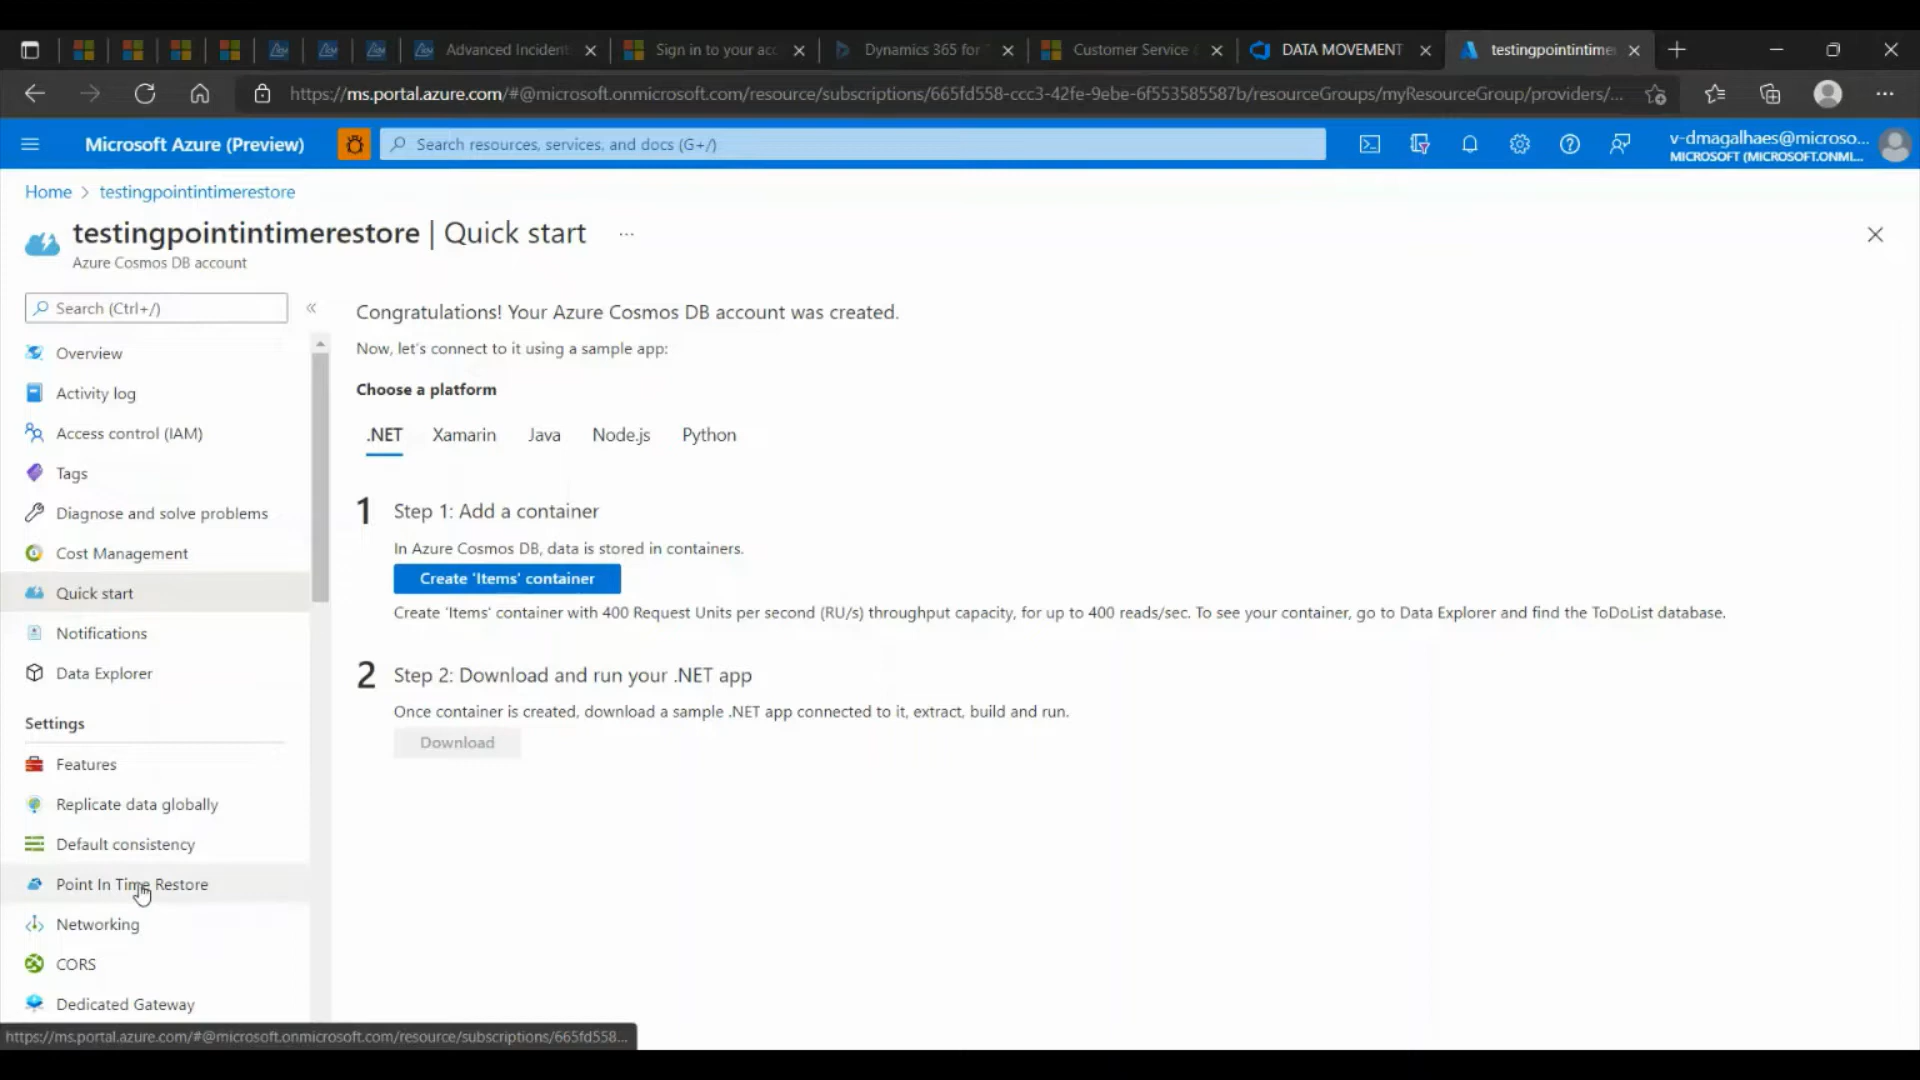 Advanced Incident
Sign in to your acc
Dynamics 365 for
Customer Service
DATA MOVEMENT
testingpointintime
https://ms.portal.azure.com/#@microsoft.onmicrosoft.com/resource/subscriptions/665fd558-ccc3-42fe-9ebe-6f553585587b/resourceGroups/myResourceGroup/providers/...
Microsoft Azure (Preview)
Search resources, services, and docs (G+/)
v-dmagalhaes@microso...
MICROSOFT (MICROSOFT.ONMI...
Home > testingpointintimerestore
testingpointintimerestore | Quick start ...
Azure Cosmos DB account
Search (Ctrl+/)
«
Overview
Activity log
Access control (IAM)
Tags
Diagnose and solve problems
Cost Management
Quick start
Notifications
Data Explorer
Settings
Features
Replicate data globally
Default consistency
Point In Time Restore
Networking
CORS
Dedicated Gateway
Congratulations! Your Azure Cosmos DB account was created.
Now, let's connect to it using a sample app:
Choose a platform
.NET Xamarin Java Node.js Python
1 Step 1: Add a container
In Azure Cosmos DB, data is stored in containers.
Create 'Items' container
Create 'Items' container with 400 Request Units per second (RU/s) throughput capacity, for up to 400 reads/sec. To see your container, go to Data Explorer and find the ToDoList database.
2 Step 2: Download and run your .NET app
Once container is created, download a sample .NET app connected to it, extract, build and run.
Download
https://ms.portal.azure.com/#@microsoft.onmicrosoft.com/resource/subscriptions/665fd558...